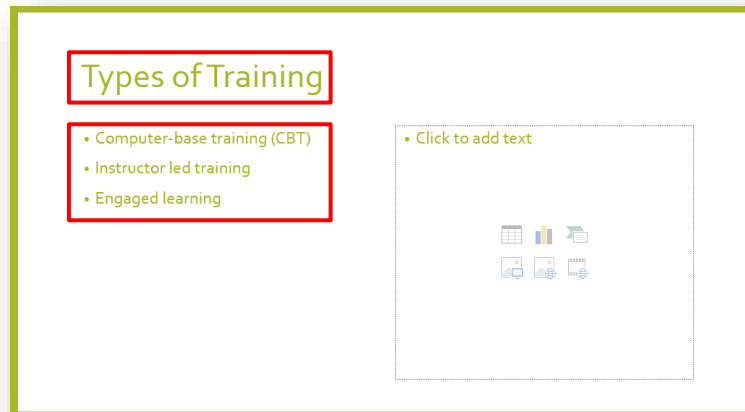 Types of Training
• Computer-base training (CBT)
• Instructor led training
• Engaged learning
• Click to add text